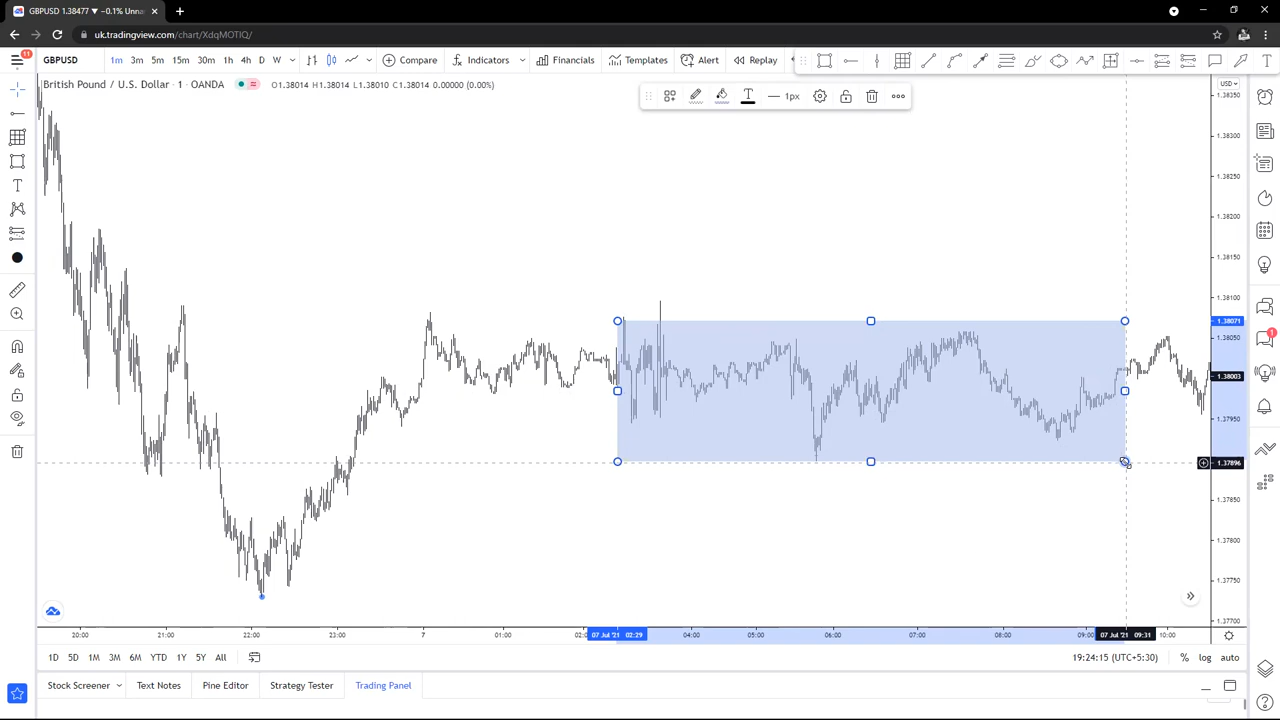 GBPUSD 1.38477 ▼ −0.1% Unna
uk.tradingview.com/chart/XdqMOTIQ/
11
GBPUSD 1m 3m 5m 15m 30m 1h 4h D W Compare Indicators Financials Templates Alert Replay
British Pound / U.S. Dollar · 1 · OANDA O1.38014 H1.38014 L1.38010 C1.38014 0.00000 (0.00%)
1px
USD
1.38350
1.38300
1.38250
1.38200
1.38150
1.38100
1.38071
1.38050
1.38003
1.37950
1.37896
1.37850
1.37800
1.37750
1.37700
1
20:00 21:00 22:00 23:00 7 01:00 02:0 07 Jul '21 02:29 04:00 05:00 06:00 07:00 08:00 09:00 07 Jul '21 09:31 10:00
1D 5D 1M 3M 6M YTD 1Y 5Y All 19:24:15 (UTC+5:30) % log auto
Stock Screener Text Notes Pine Editor Strategy Tester Trading Panel